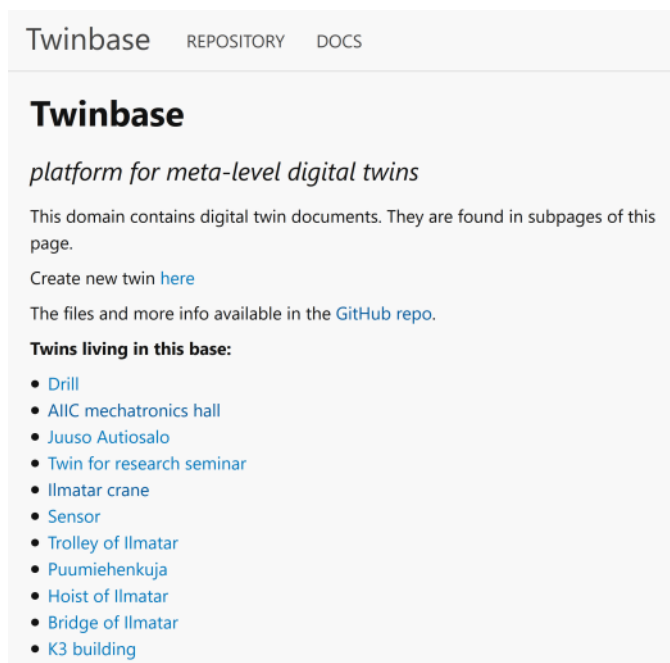 Twinbase REPOSITORY DOCS
Twinbase
platform for meta-level digital twins
This domain contains digital twin documents. They are found in subpages of this
page.
Create new twin here
The files and more info available in the GitHub repo.
Twins living in this base:
• Drill
• AIIC mechatronics hall
• Juuso Autiosalo
• Twin for research seminar
• Ilmatar crane
• Sensor
• Trolley of Ilmatar
• Puumiehenkuja
• Hoist of Ilmatar
• Bridge of Ilmatar
• K3 building